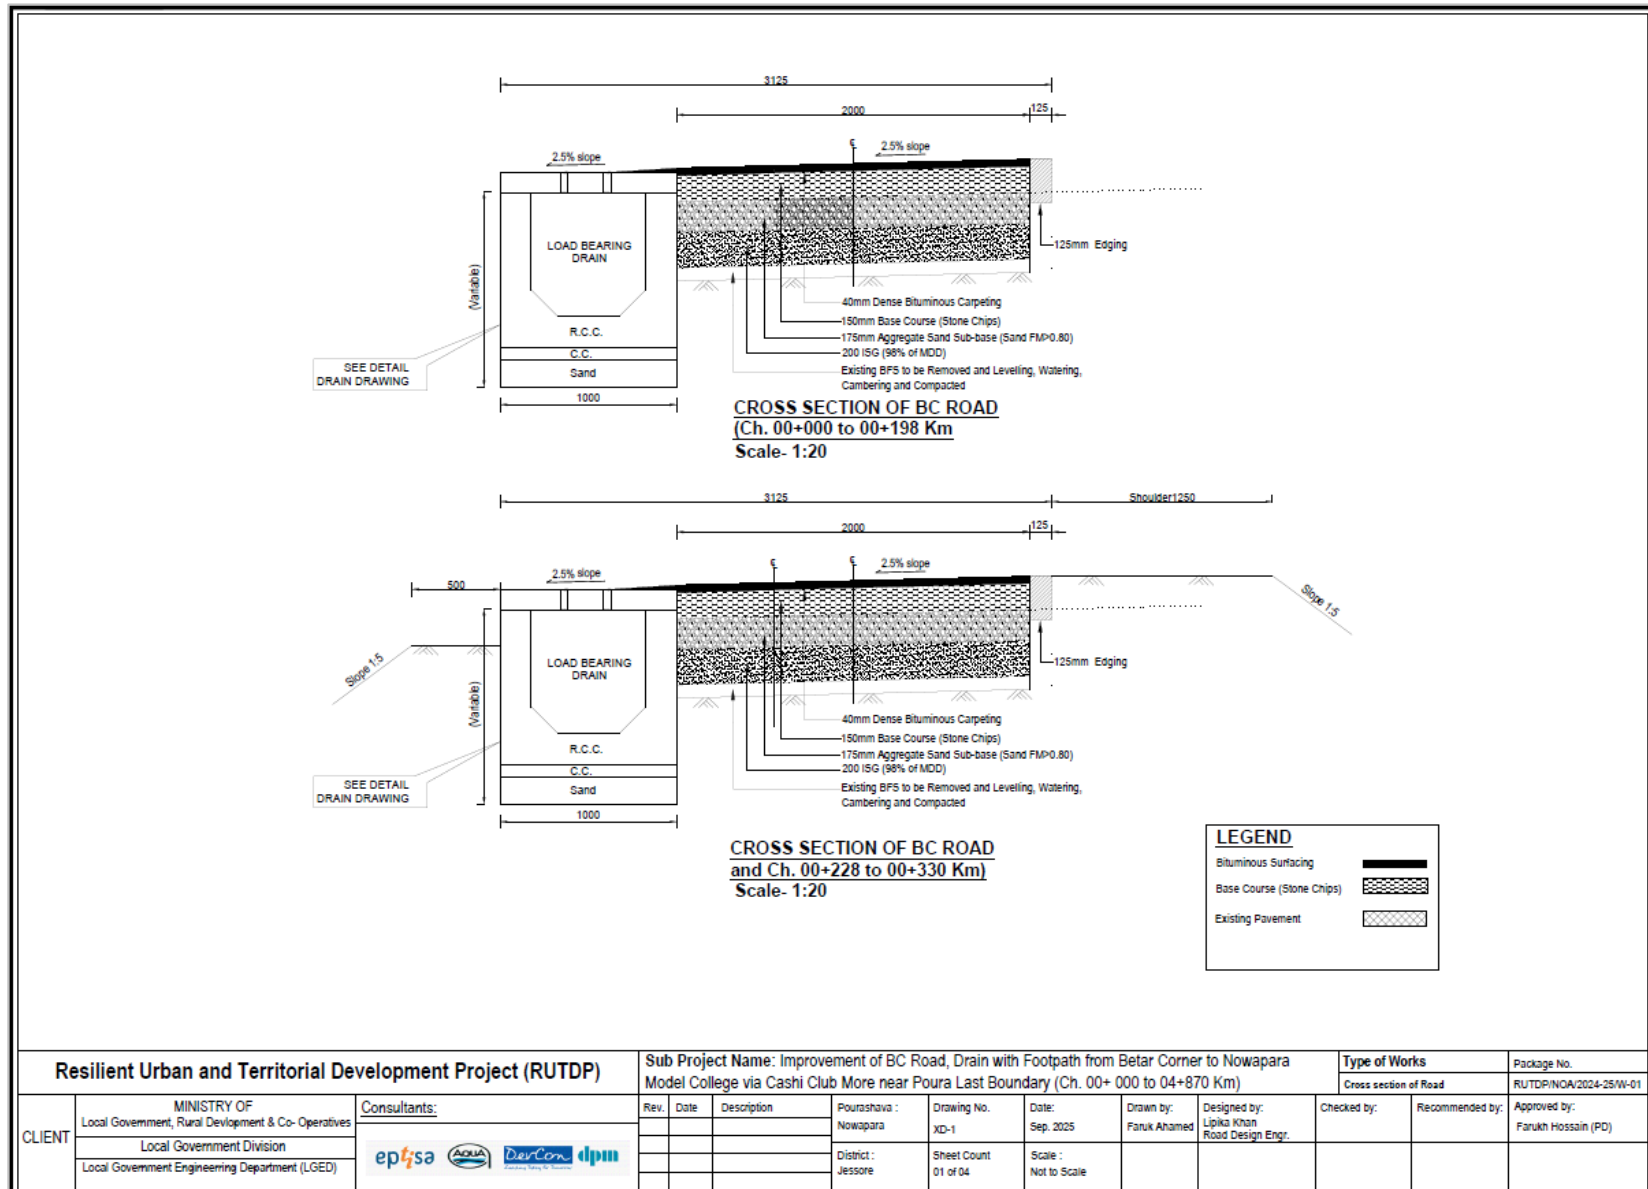 3125
2000
125
2.5% slope
℄
2.5% slope
(Variable)
LOAD BEARING
DRAIN
R.C.C.
C.C.
Sand
1000
SEE DETAIL
DRAIN DRAWING
125mm Edging
40mm Dense Bituminous Carpeting
150mm Base Course (Stone Chips)
175mm Aggregate Sand Sub-base (Sand FM>0.80)
200 ISG (98% of MDD)
Existing BFS to be Removed and Levelling, Watering,
Cambering and Compacted
CROSS SECTION OF BC ROAD
(Ch. 00+000 to 00+198 Km
Scale- 1:20
3125
Shoulder1250
2000
125
500
2.5% slope
℄
℄
2.5% slope
Slope 1:5
Slope 1:5
(Variable)
LOAD BEARING
DRAIN
R.C.C.
C.C.
Sand
1000
SEE DETAIL
DRAIN DRAWING
125mm Edging
40mm Dense Bituminous Carpeting
150mm Base Course (Stone Chips)
175mm Aggregate Sand Sub-base (Sand FM>0.80)
200 ISG (98% of MDD)
Existing BFS to be Removed and Levelling, Watering,
Cambering and Compacted
CROSS SECTION OF BC ROAD
and Ch. 00+228 to 00+330 Km)
Scale- 1:20
LEGEND
Bituminous Surfacing
Base Course (Stone Chips)
Existing Pavement
Resilient Urban and Territorial Development Project (RUTDP)
CLIENT
MINISTRY OF
Local Government, Rural Devlopment & Co- Operatives
Local Government Division
Local Government Engineering Department (LGED)
Consultants:
eptisa
AQUA
DevCon
dpm
Sub Project Name: Improvement of BC Road, Drain with Footpath from Betar Corner to Nowapara
Model College via Cashi Club More near Poura Last Boundary (Ch. 00+ 000 to 04+870 Km)
Type of Works
Cross section of Road
Package No.
RUTDP/NOA/2024-25/W-01
Rev.
Date
Description
Pourashava :
Nowapara
District :
Jessore
Drawing No.
XD-1
Sheet Count
01 of 04
Date:
Sep. 2025
Scale :
Not to Scale
Drawn by:
Faruk Ahamed
Designed by:
Lipika Khan
Road Design Engr.
Checked by:
Recommended by:
Approved by:
Farukh Hossain (PD)